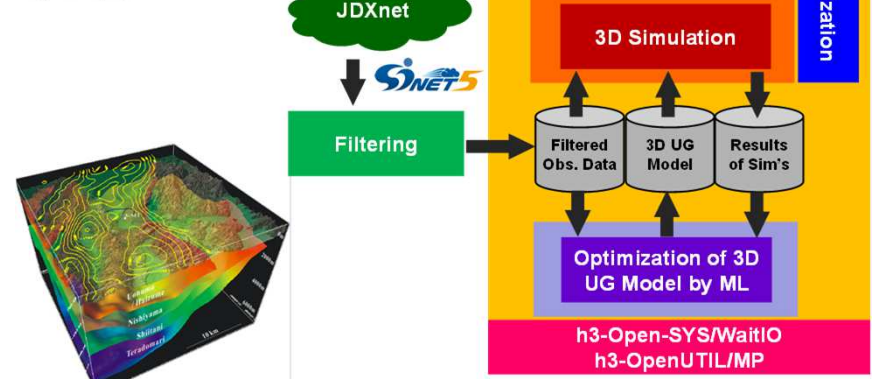 JDXnet
SINET5
Filtering
3D Simulation
zation
Filtered
Obs. Data
3D UG
Model
Results
of Sim's
Optimization of 3D
UG Model by ML
h3-Open-SYS/WaitIO
h3-OpenUTIL/MP
Uonuma
Nishiyama
Shiitani
Teradomari
10 km